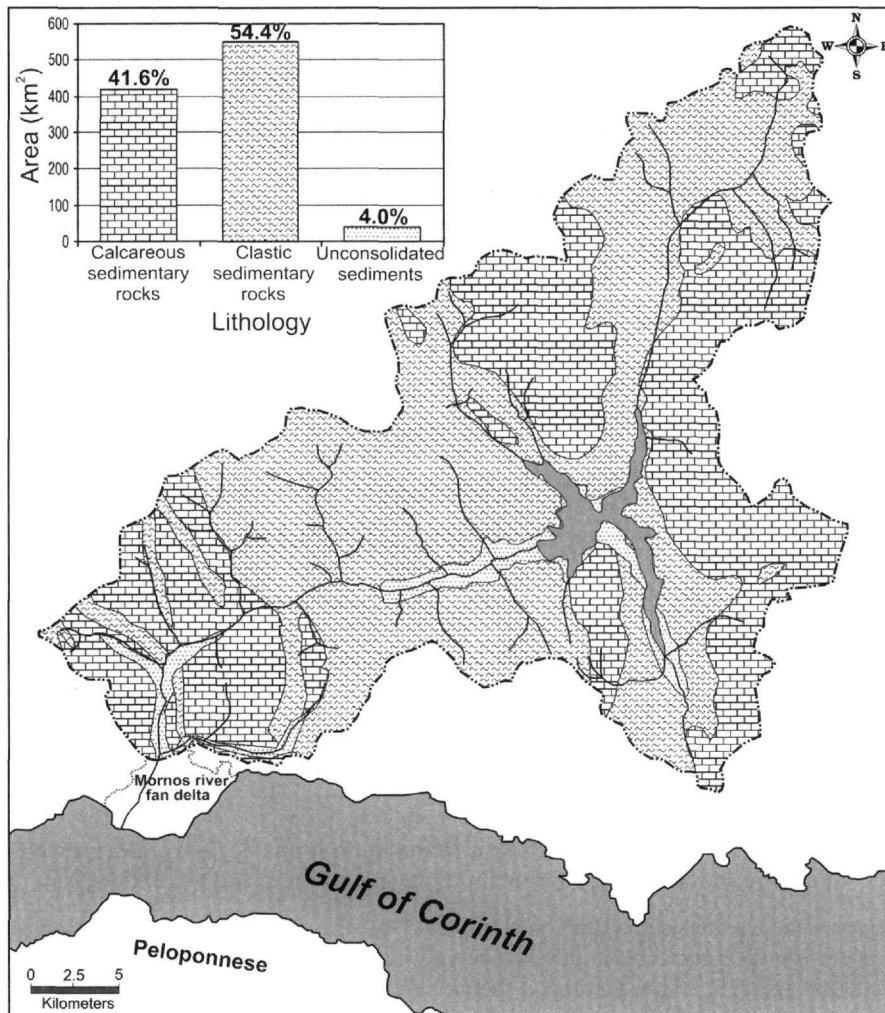 600
500
400
300
200
100
0
Area (km²)
41.6%
54.4%
4.0%
Calcareous
sedimentary
rocks
Clastic
sedimentary
rocks
Unconsolidated
sediments
Lithology
N
W
E
S
Mornos river
fan delta
Gulf of Corinth
Peloponnese
0 2.5 5
Kilometers